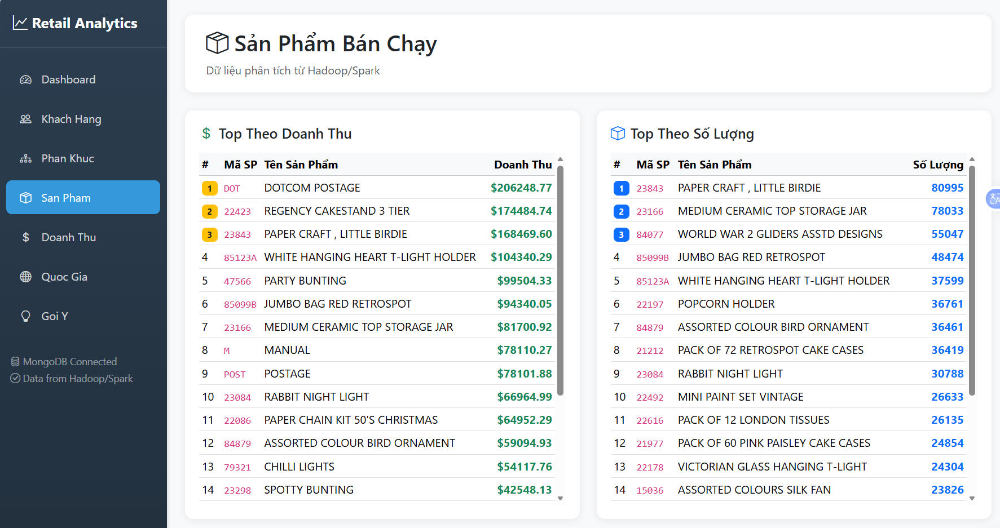 Retail Analytics
Dashboard
Khach Hang
Phan Khuc
San Pham
Doanh Thu
Quoc Gia
Goi Y
MongoDB Connected
Data from Hadoop/Spark
Sản Phẩm Bán Chạy
Dữ liệu phân tích từ Hadoop/Spark
$ Top Theo Doanh Thu
# Mã SP Tên Sản Phẩm Doanh Thu
1 DOT DOTCOM POSTAGE $206248.77
2 22423 REGENCY CAKESTAND 3 TIER $174484.74
3 23843 PAPER CRAFT , LITTLE BIRDIE $168469.60
4 85123A WHITE HANGING HEART T-LIGHT HOLDER $104340.29
5 47566 PARTY BUNTING $99504.33
6 85099B JUMBO BAG RED RETROSPOT $94340.05
7 23166 MEDIUM CERAMIC TOP STORAGE JAR $81700.92
8 M MANUAL $78110.27
9 POST POSTAGE $78101.88
10 23084 RABBIT NIGHT LIGHT $66964.99
11 22086 PAPER CHAIN KIT 50'S CHRISTMAS $64952.29
12 84879 ASSORTED COLOUR BIRD ORNAMENT $59094.93
13 79321 CHILLI LIGHTS $54117.76
14 23298 SPOTTY BUNTING $42548.13
Top Theo Số Lượng
# Mã SP Tên Sản Phẩm Số Lượng
1 23843 PAPER CRAFT , LITTLE BIRDIE 80995
2 23166 MEDIUM CERAMIC TOP STORAGE JAR 78033
3 84077 WORLD WAR 2 GLIDERS ASSTD DESIGNS 55047
4 85099B JUMBO BAG RED RETROSPOT 48474
5 85123A WHITE HANGING HEART T-LIGHT HOLDER 37599
6 22197 POPCORN HOLDER 36761
7 84879 ASSORTED COLOUR BIRD ORNAMENT 36461
8 21212 PACK OF 72 RETROSPOT CAKE CASES 36419
9 23084 RABBIT NIGHT LIGHT 30788
10 22492 MINI PAINT SET VINTAGE 26633
11 22616 PACK OF 12 LONDON TISSUES 26135
12 21977 PACK OF 60 PINK PAISLEY CAKE CASES 24854
13 22178 VICTORIAN GLASS HANGING T-LIGHT 24304
14 15036 ASSORTED COLOURS SILK FAN 23826